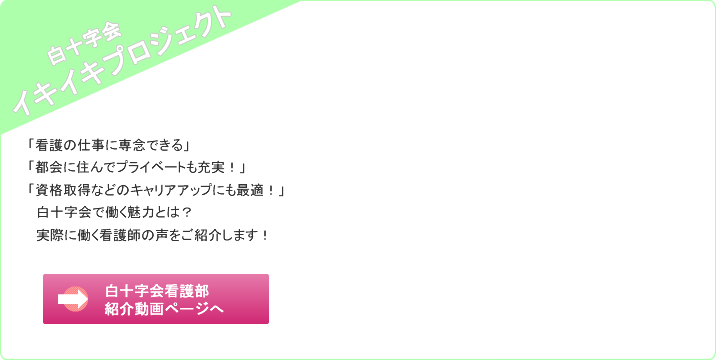 白十字会
イキイキプロジェクト
「看護の仕事に専念できる」
「都会に住んでプライベートも充実！」
「資格取得などのキャリアアップにも最適！」
白十字会で働く魅力とは？
実際に働く看護師の声をご紹介します！
白十字会看護部
紹介動画ページへ